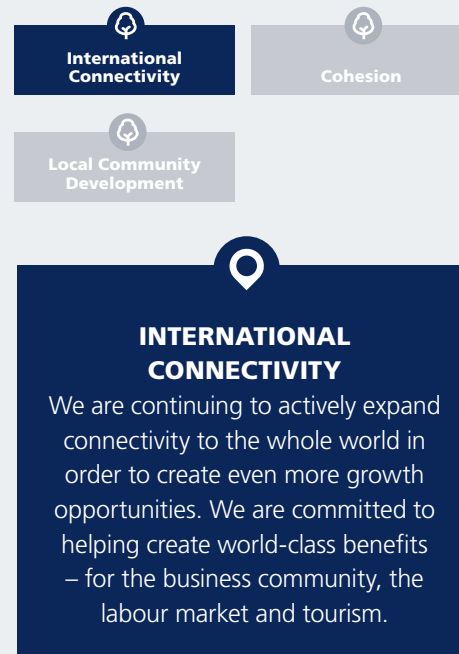 International
Connectivity
Cohesion
Local Community
Development
INTERNATIONAL
CONNECTIVITY
We are continuing to actively expand
connectivity to the whole world in
order to create even more growth
opportunities. We are committed to
helping create world-class benefits
– for the business community, the
labour market and tourism.